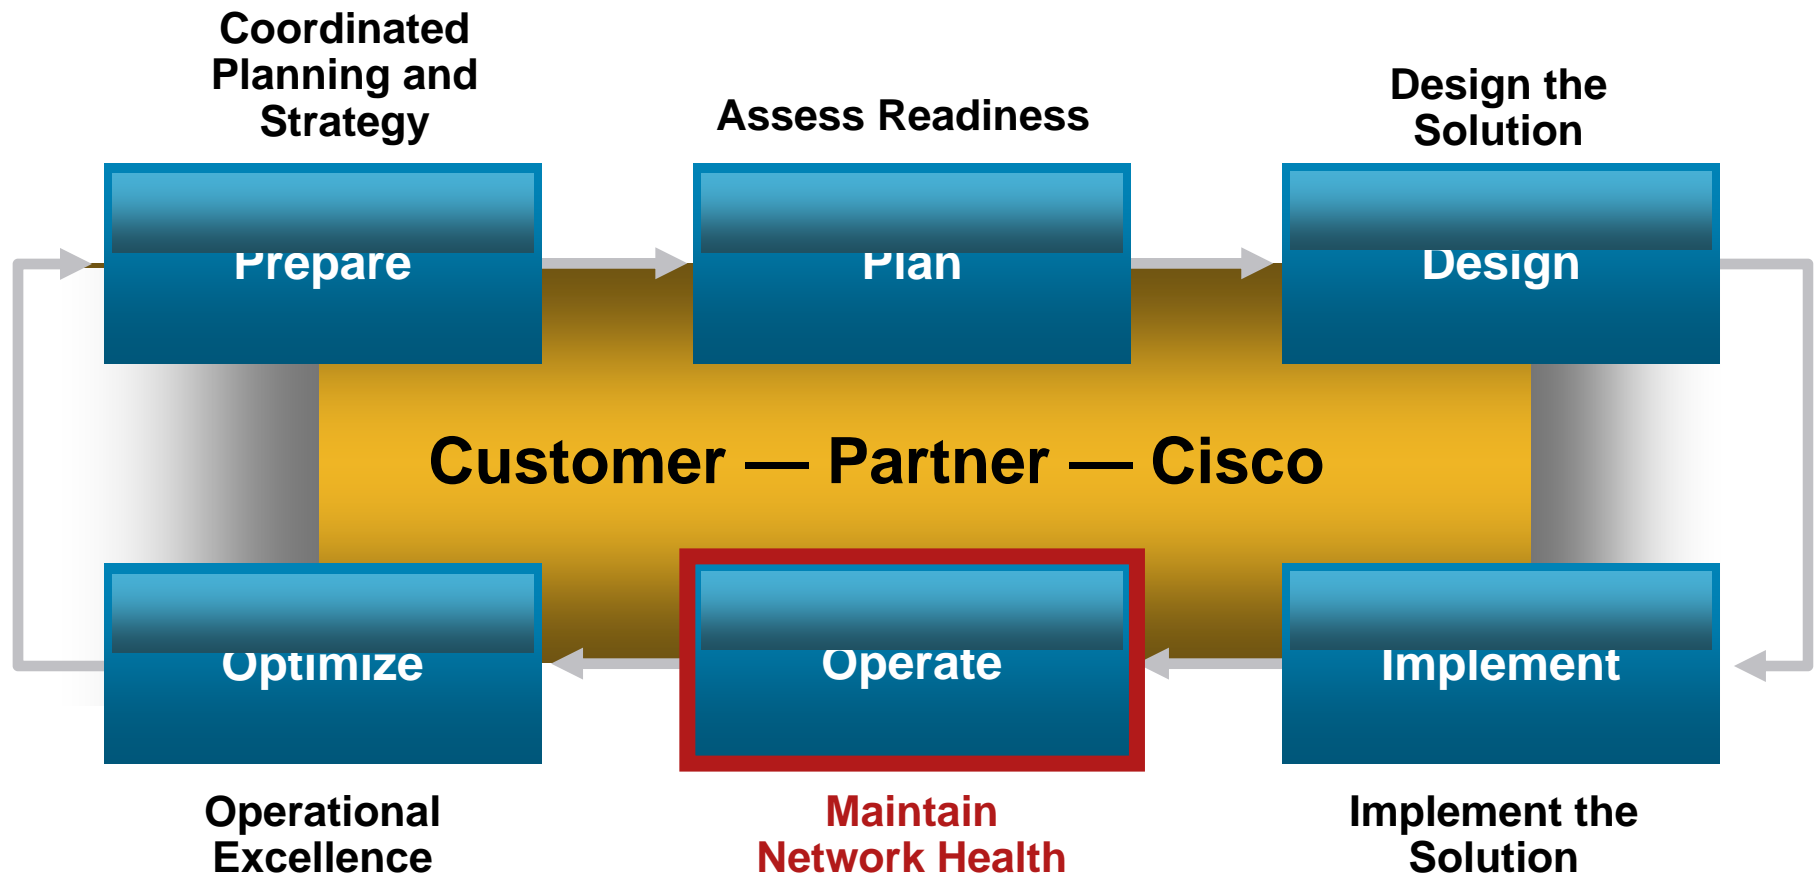 Coordinated
Planning and
Strategy
Assess Readiness
Design the
Solution
Prepare
Plan
Design
Customer — Partner — Cisco
Optimize
Operate
Implement
Operational
Excellence
Maintain
Network Health
Implement the
Solution